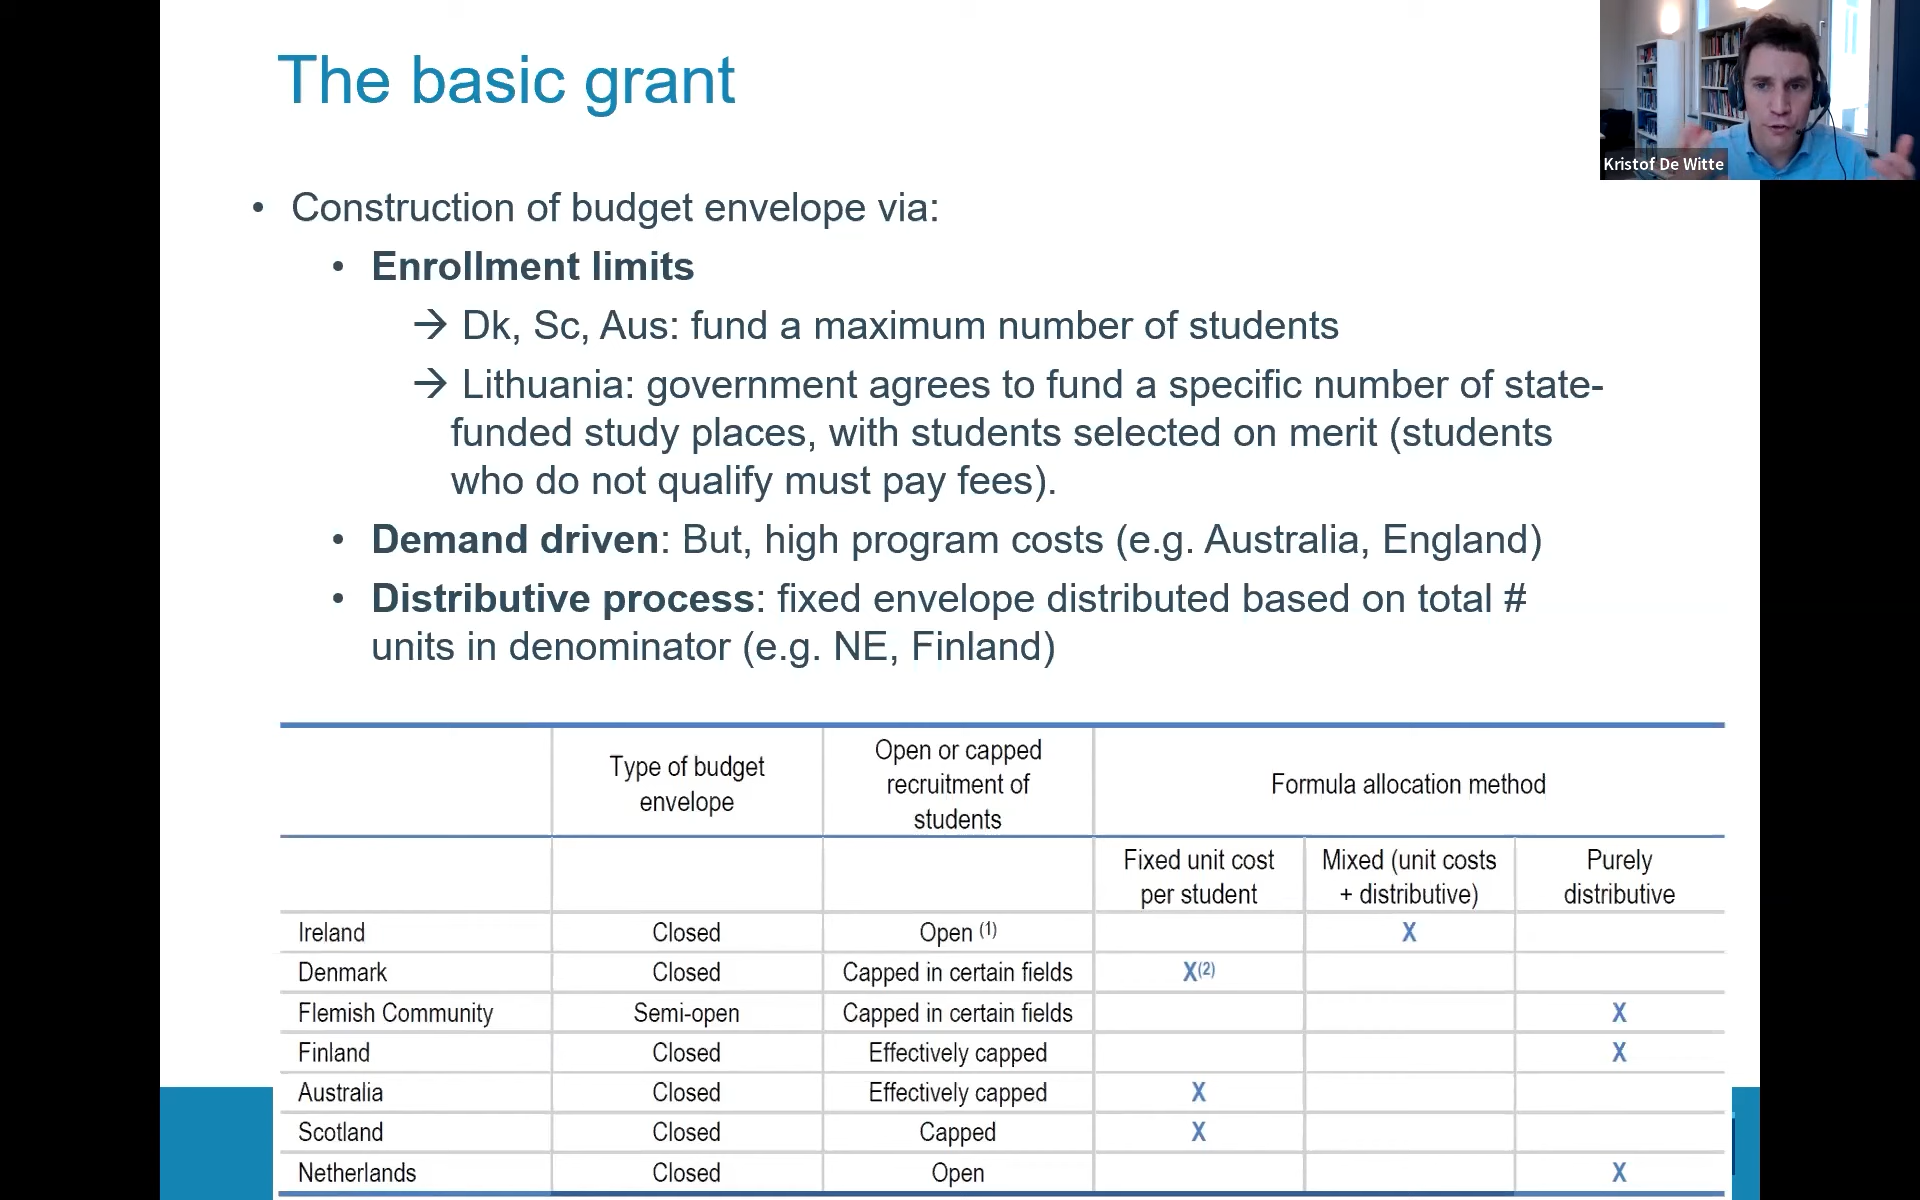 The basic grant
Kristof De Witte
• Construction of budget envelope via:
• Enrollment limits
→ Dk, Sc, Aus: fund a maximum number of students
→ Lithuania: government agrees to fund a specific number of state-
funded study places, with students selected on merit (students
who do not qualify must pay fees).
• Demand driven: But, high program costs (e.g. Australia, England)
• Distributive process: fixed envelope distributed based on total #
units in denominator (e.g. NE, Finland)
Type of budget
envelope
Open or capped
recruitment of
students
Formula allocation method
Fixed unit cost
per student
Mixed (unit costs
+ distributive)
Purely
distributive
Ireland Closed Open (1) X
Denmark Closed Capped in certain fields X(2)
Flemish Community Semi-open Capped in certain fields X
Finland Closed Effectively capped X
Australia Closed Effectively capped X
Scotland Closed Capped X
Netherlands Closed Open X